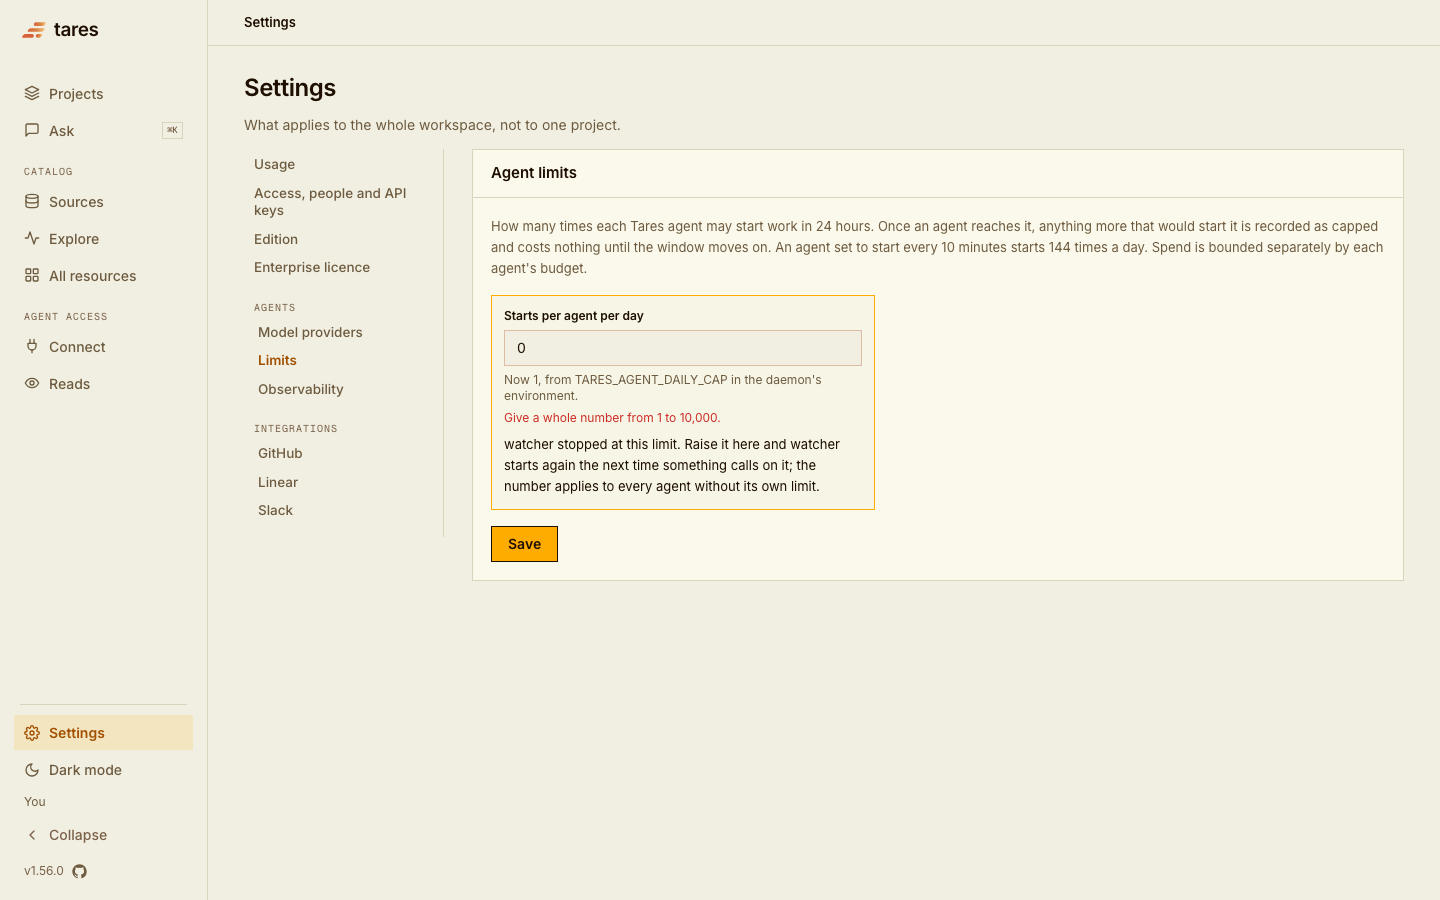 tares
Projects
Ask
⌘K
CATALOG
Sources
Explore
All resources
AGENT ACCESS
Connect
Reads
Settings
Dark mode
You
Collapse
v1.56.0
Settings
Settings
What applies to the whole workspace, not to one project.
Usage
Access, people and API
keys
Edition
Enterprise licence
AGENTS
Model providers
Limits
Observability
INTEGRATIONS
GitHub
Linear
Slack
Agent limits
How many times each Tares agent may start work in 24 hours. Once an agent reaches it, anything more that would start it is recorded as capped
and costs nothing until the window moves on. An agent set to start every 10 minutes starts 144 times a day. Spend is bounded separately by each
agent's budget.
Starts per agent per day
0
Now 1, from TARES_AGENT_DAILY_CAP in the daemon's
environment.
Give a whole number from 1 to 10,000.
watcher stopped at this limit. Raise it here and watcher
starts again the next time something calls on it; the
number applies to every agent without its own limit.
Save